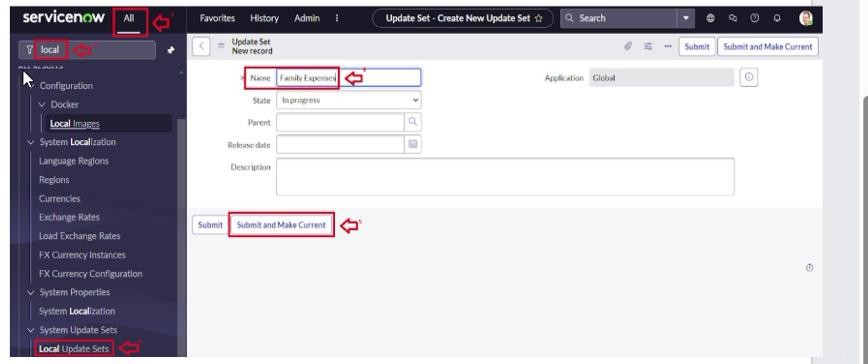 servicenow All Favorites History Admin Update Set - Create New Update Set Search
local
Update Set
New record
Submit Submit and Make Current
Configuration
Docker
Local Images
System Localization
Language Regions
Regions
Currencies
Exchange Rates
Load Exchange Rates
FX Currency Instances
FX Currency Configuration
System Properties
System Localization
System Update Sets
Local Update Sets
Name Family Expenses
Application Global
State In progress
Parent
Release date
Description
Submit Submit and Make Current